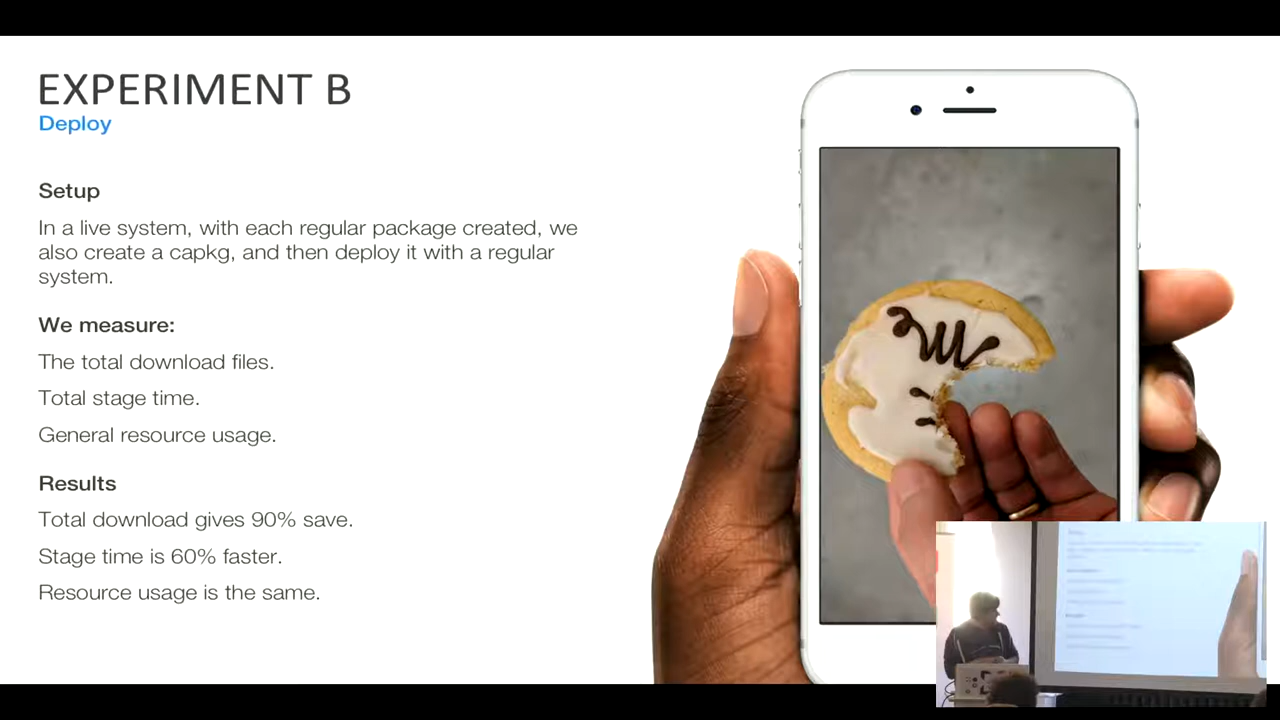 EXPERIMENT B
Deploy
Setup
In a live system, with each regular package created, we
also create a capkg, and then deploy it with a regular
system.
We measure:
The total download files.
Total stage time.
General resource usage.
Results
Total download gives 90% save.
Stage time is 60% faster.
Resource usage is the same.